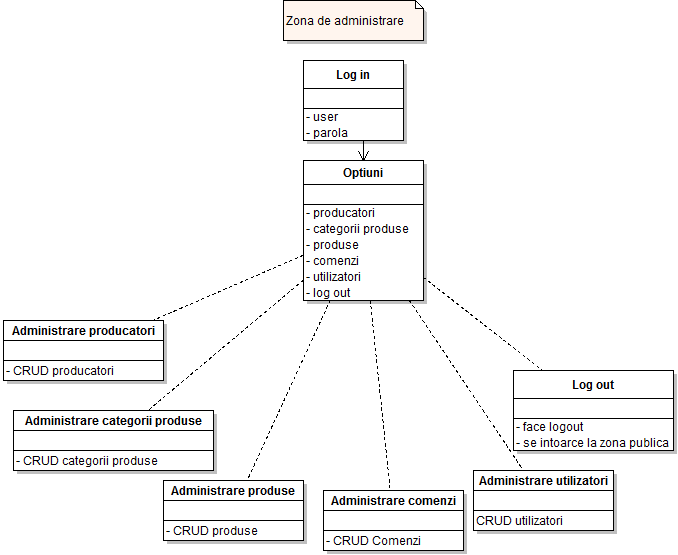 Zona de administrare
Log in
- user
- parola
Optiuni
- producatori
- categorii produse
- produse
- comenzi
- utilizatori
- log out
Administrare producatori
- CRUD producatori
Administrare categorii produse
- CRUD categorii produse
Administrare produse
- CRUD produse
Administrare comenzi
- CRUD Comenzi
Administrare utilizatori
CRUD utilizatori
Log out
- face logout
- se intoarce la zona publica